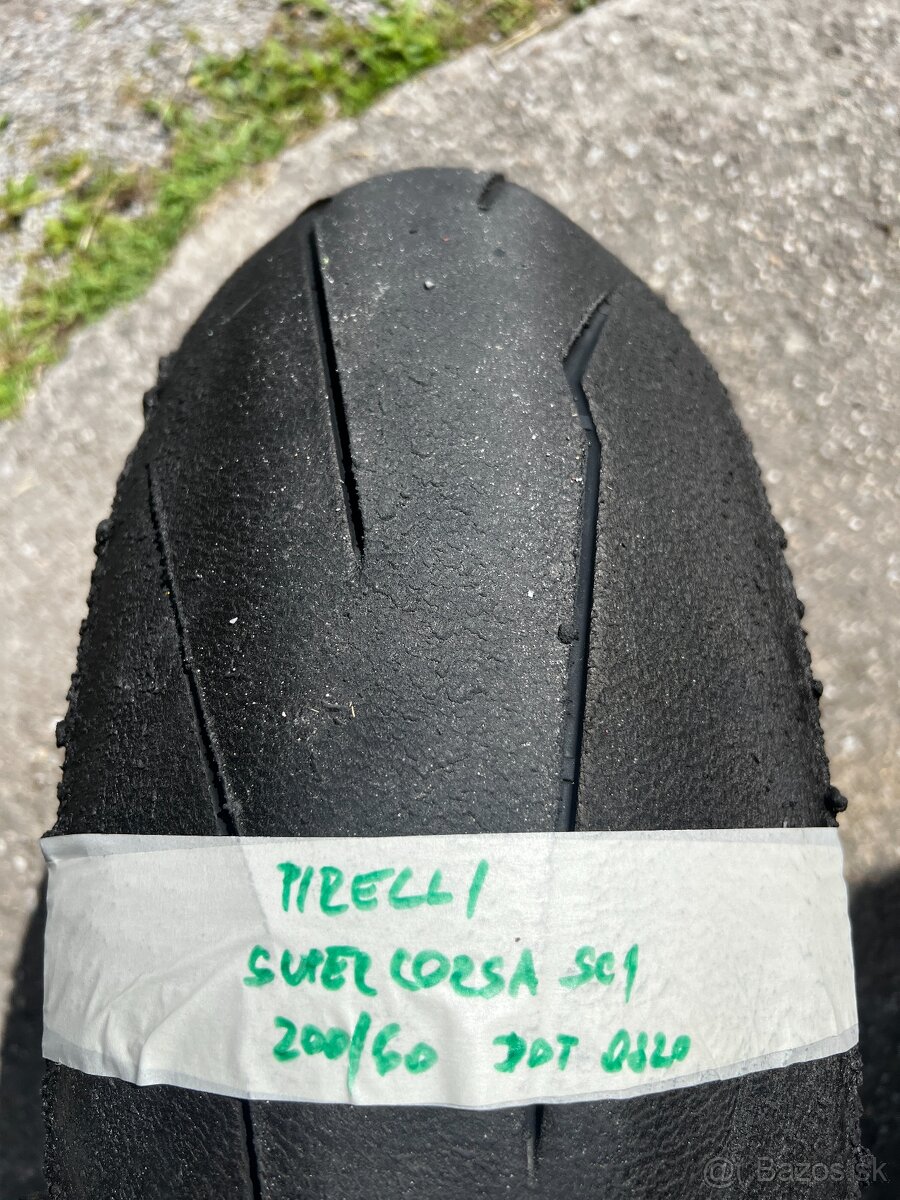 PIRELLI
SUPER CORSA SC1
200/60 DOT 0820
@ Bazos.sk